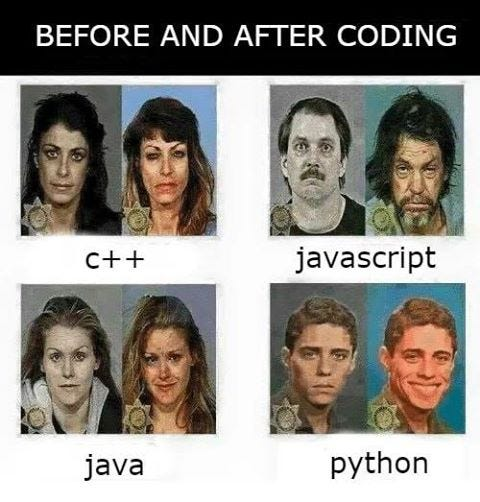 BEFORE AND AFTER CODING
c++
javascript
java
python